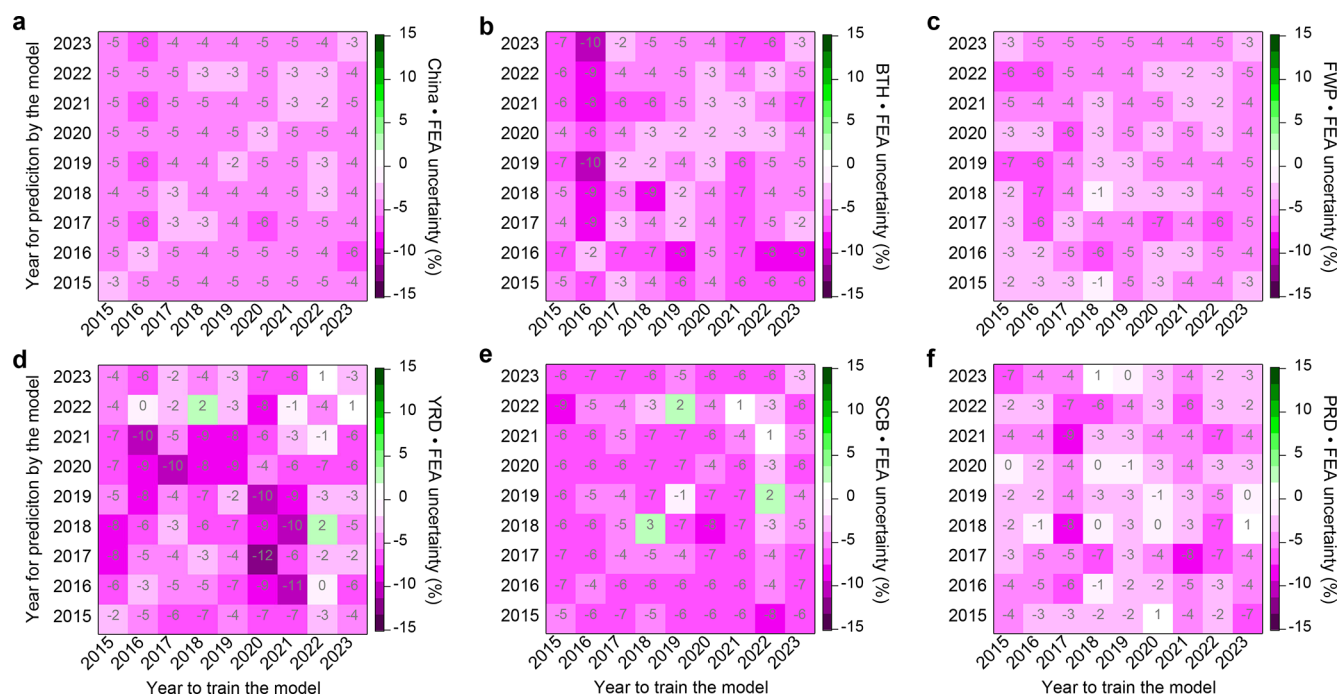 a
Year for prediciton by the model
2023 -5 -6 -4 -4 -4 -5 -5 -4 -3
2022 -5 -5 -5 -3 -3 -5 -3 -3 -4
2021 -5 -6 -5 -5 -4 -5 -3 -2 -5
2020 -5 -5 -5 -4 -5 -3 -5 -5 -4
2019 -5 -6 -4 -4 -2 -5 -4 -3 -4
2018 -4 -5 -3 -4 -4 -4 -5 -3 -4
2017 -5 -6 -3 -3 -4 -6 -5 -4 -4
2016 -5 -3 -5 -4 -5 -5 -5 -4 -6
2015 -3 -5 -5 -4 -5 -5 -5 -5 -4
2015 2016 2017 2018 2019 2020 2021 2022 2023
15
10
5
0
-5
-10
-15
China • FEA uncertainty (%)
b
2023 -7 -10 -2 -5 -5 -4 -7 -6 -3
2022 -6 -9 -4 -4 -5 -4 -4 -3 -5
2021 -6 -8 -6 -6 -4 -3 -3 -4 -7
2020 -4 -6 -4 -3 -2 -2 -3 -3 -4
2019 -6 -10 -2 -2 -4 -3 -6 -5 -5
2018 -5 -9 -5 -9 -2 -4 -7 -4 -5
2017 -4 -9 -3 -4 -2 -4 -7 -5 -2
2016 -7 -2 -7 -7 -5 -7
2015 -5 -7 -3 -4 -6 -4 -6 -6 -6
2015 2016 2017 2018 2019 2020 2021 2022 2023
15
10
5
0
-5
-10
-15
BTH • FEA uncertainty (%)
c
2023 -3 -5 -5 -5 -5 -4 -4 -5 -3
2022 -6 -6 -5 -4 -4 -3 -2 -3 -5
2021 -5 -4 -4 -3 -4 -5 -3 -3 -4
2020 -3 -3 -6 -3 -4 -3 -3 -4 -4
2019 -7 -6 -4 -3 -3 -5 -4 -4 -5
2018 -2 -7 -4 -1 -3 -3 -3 -4 -5
2017 -3 -6 -3 -4 -4 -7 -4 -6 -5
2016 -3 -2 -5 -6 -5 -3 -3 -4 -4
2015 -2 -3 -3 -1 -5 -3 -4 -4 -3
2015 2016 2017 2018 2019 2020 2021 2022 2023
15
10
5
0
-5
-10
-15
FWP • FEA uncertainty (%)
d
Year for prediciton by the model
2023 -4 -6 -2 -4 -3 -7 -6 1 -3
2022 -4 0 -2 2 -3 -1 -4 1
2021 -7 -10 -5 -9 -6 -3 -1 -6
2020 -7 -9 -10 -9 -4 -6 -7 -6
2019 -5 -8 -4 -7 -2 -10 -9 -3 -3
2018 -8 -6 -3 -6 -7 -9 -10 2 -5
2017 -8 -5 -4 -3 -4 -12 -6 -2 -2
2016 -6 -3 -5 -5 -7 -9 -11 0 -6
2015 -2 -5 -6 -7 -4 -7 -7 -3 -4
2015 2016 2017 2018 2019 2020 2021 2022 2023
Year to train the model
15
10
5
0
-5
-10
-15
YRD • FEA uncertainty (%)
e
2023 -6 -7 -7 -6 -5 -6 -6 -6 -3
2022 -5 -4 -3 2 -4 1 -3 -6
2021 -6 -6 -5 -7 -7 -6 -4 1 -5
2020 -6 -6 -6 -7 -7 -4 -6 -3 -6
2019 -6 -5 -4 -7 -1 -7 -7 2 -4
2018 -6 -6 -5 3 -7 -8 -7 -3 -5
2017 -7 -6 -4 -5 -7 -7 -6 -4 -7
2016 -7 -4 -6 -6 -6 -6 -6 -4 -7
2015 -5 -6 -7 -5 -6 -6 -6 -6
2015 2016 2017 2018 2019 2020 2021 2022 2023
Year to train the model
15
10
5
0
-5
-10
-15
SCB • FEA uncertainty (%)
f
2023 -7 -4 -4 1 0 -3 -4 -2 -3
2022 -2 -3 -7 -6 -4 -3 -6 -3 -2
2021 -4 -4 -3 -3 -4 -4 -7 -4
2020 0 -2 -4 0 -1 -3 -4 -3 -3
2019 -2 -2 -4 -3 -3 -1 -3 -5 0
2018 -2 -1 -8 0 -3 0 -3 -7 1
2017 -3 -5 -5 -7 -3 -4 -8 -7 -4
2016 -4 -5 -6 -1 -2 -2 -5 -3 -4
2015 -4 -3 -3 -2 -2 1 -4 -2 -7
2015 2016 2017 2018 2019 2020 2021 2022 2023
Year to train the model
15
10
5
0
-5
-10
-15
PRD • FEA uncertainty (%)